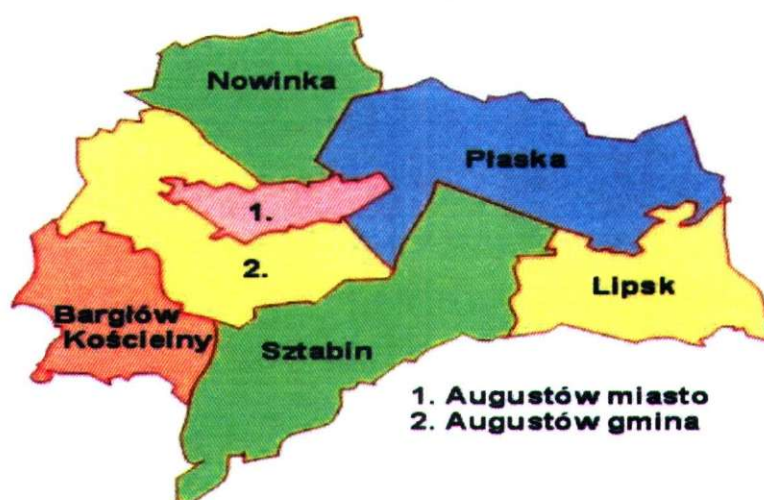 Nowinka
Płaska
1.
2.
Lipsk
Bargłów
Kościelny
Sztabin
1. Augustów miasto
2. Augustów gmina